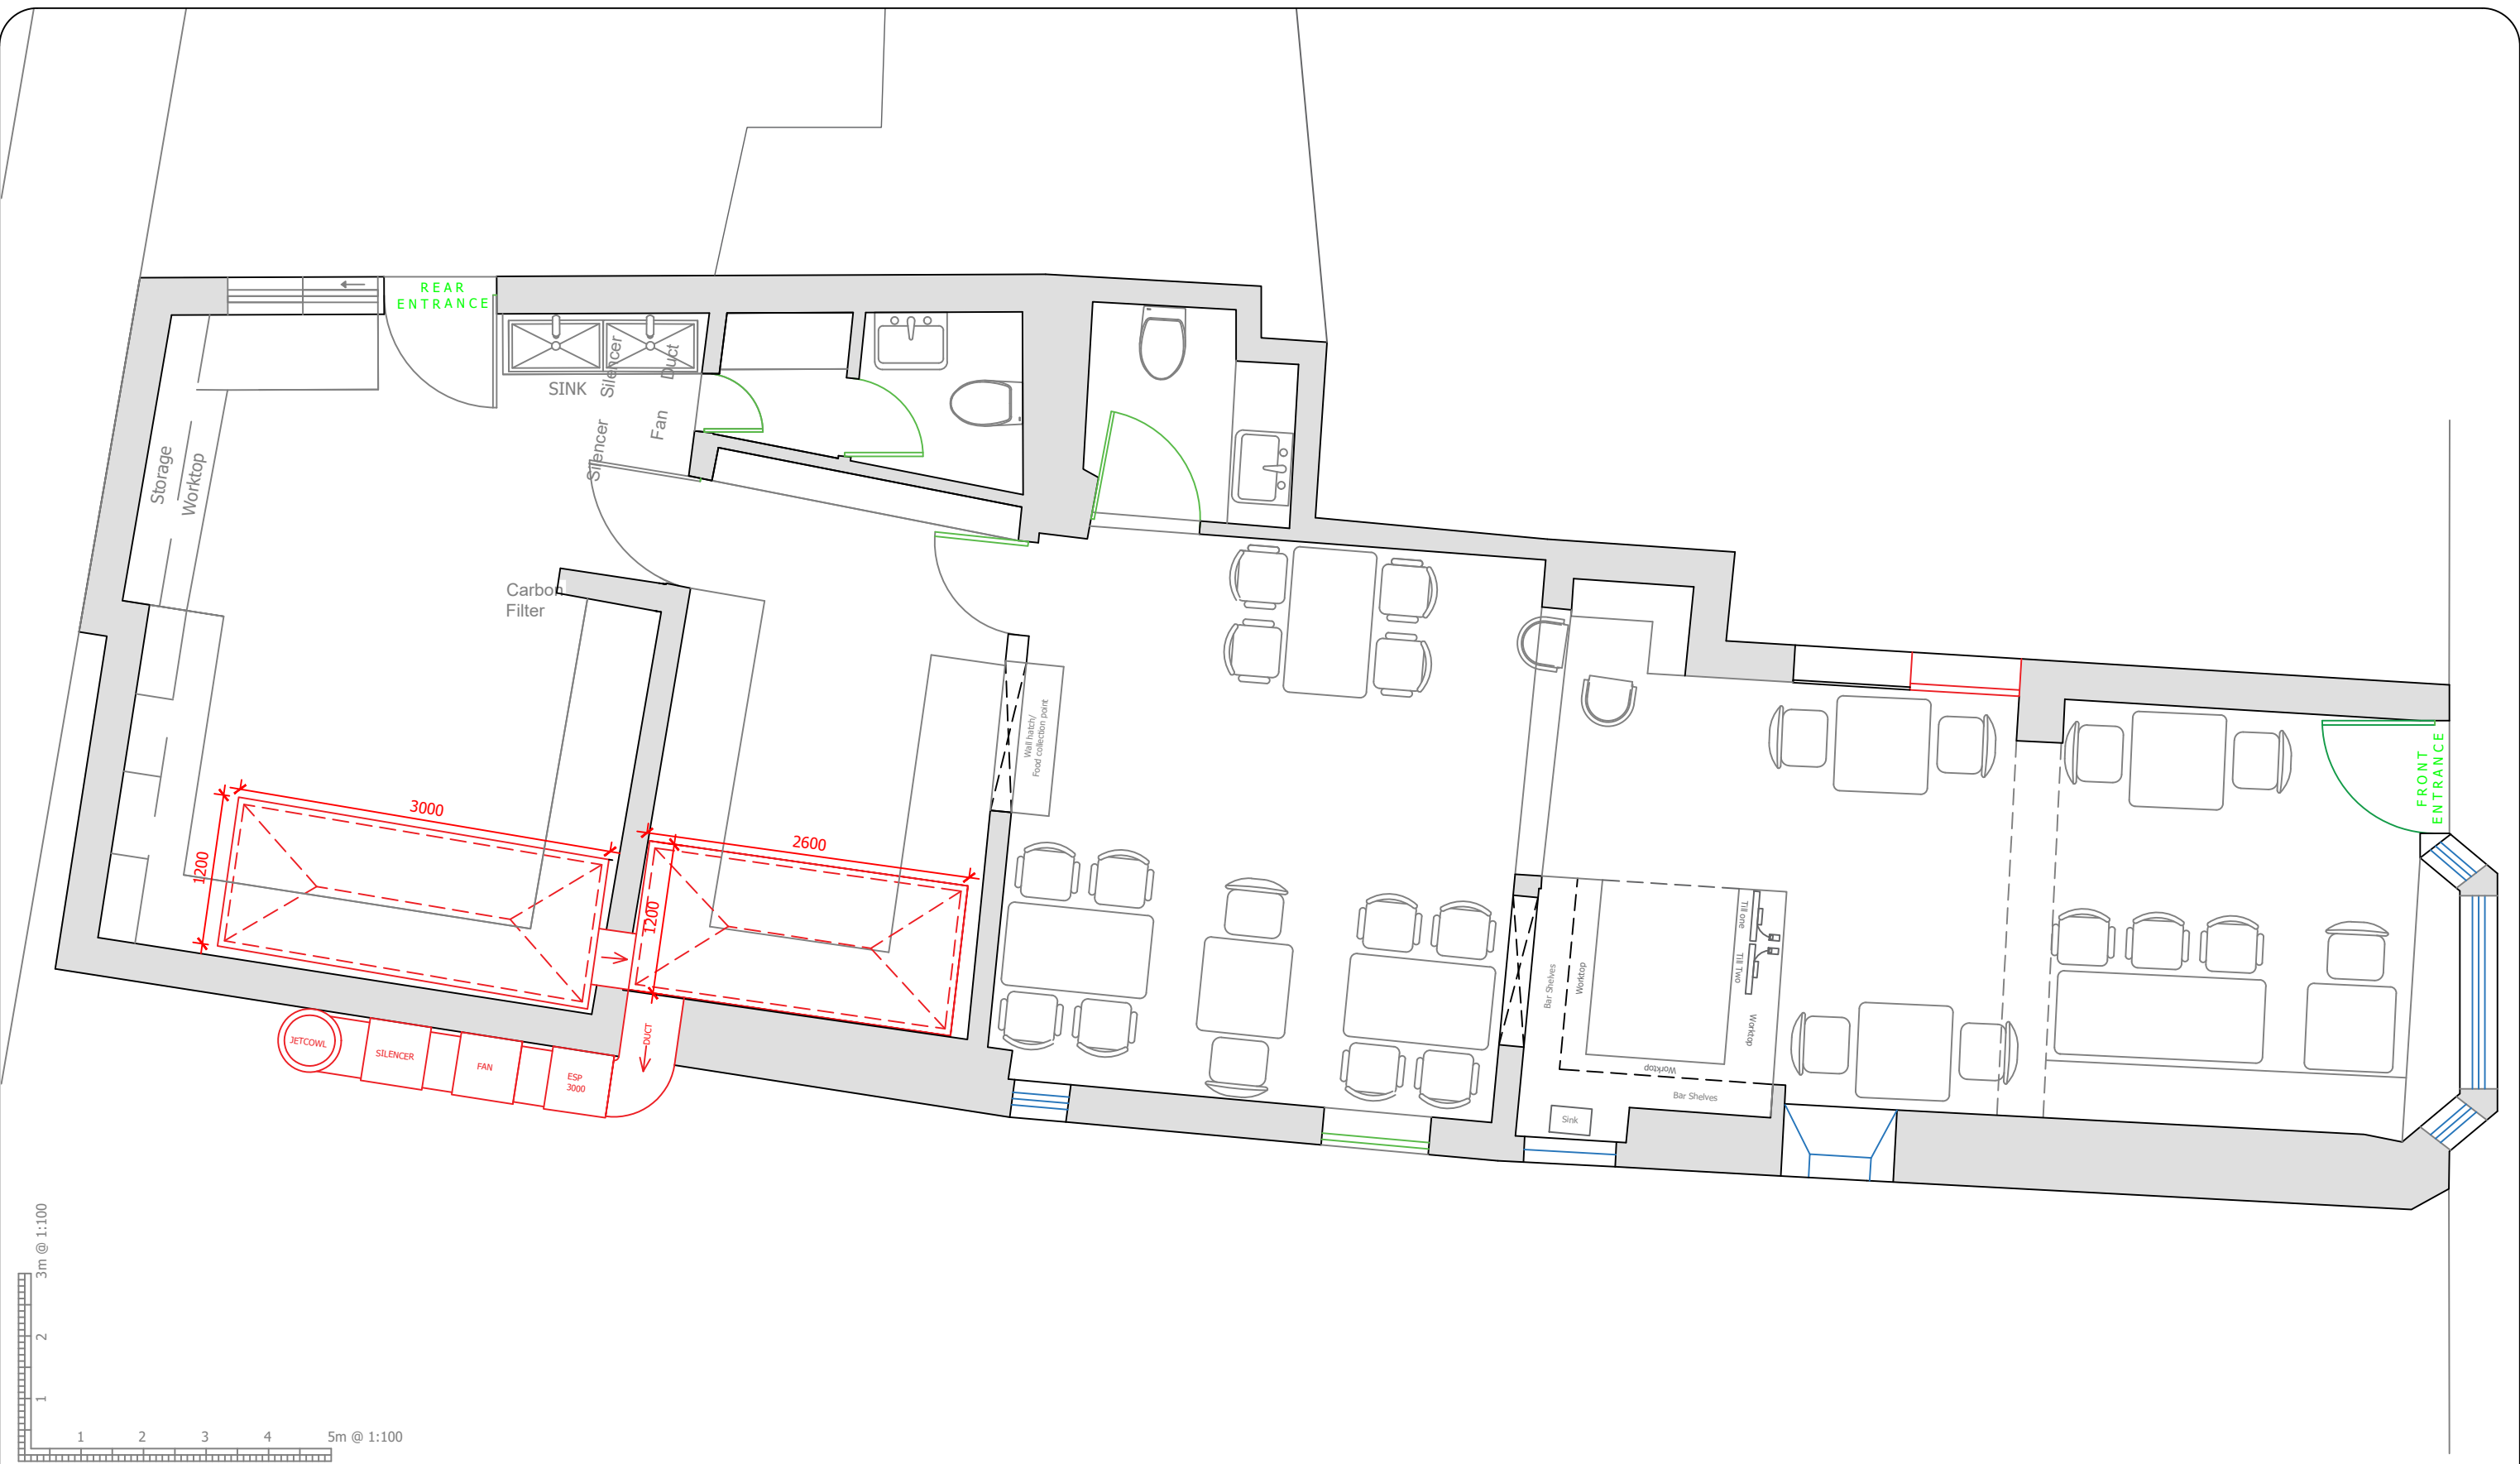 REAR
ENTRANCE
SINK
Silencer
Duct
Silencer
Fan
Storage
Worktop
Carbon
Filter
Wall hatch/
Food collection point
3000
1200
2600
1200
JETCOWL
SILENCER
FAN
ESP
3000
DUCT
Bar Shelves
Worktop
Till one
Till Two
Worktop
Worktop
Bar Shelves
Sink
FRONT
ENTRANCE
3m @ 1:100
2
1
1
2
3
4
5m @ 1:100